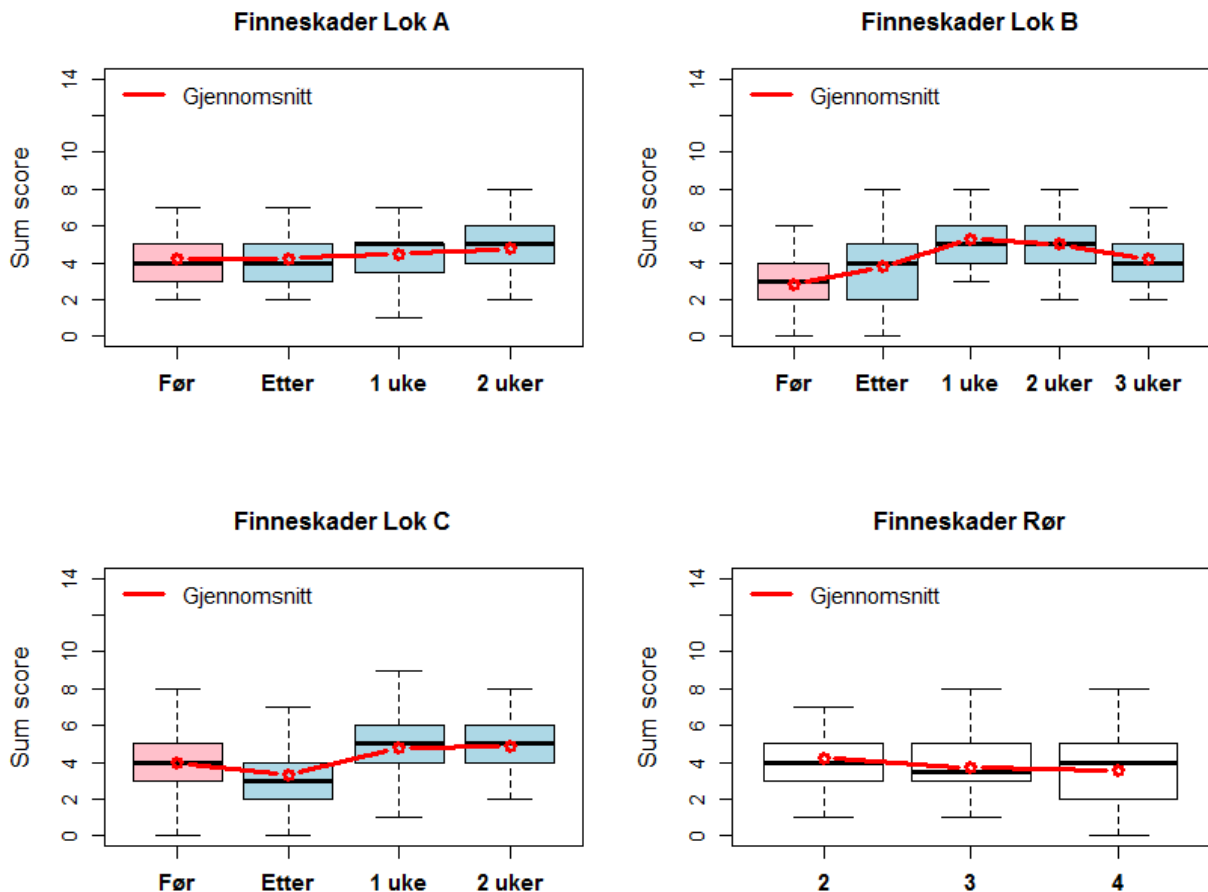 Finneskader Lok A
Gjennomsnitt
Sum score
14
10
8
6
4
2
0
Før Etter 1 uke 2 uker
Finneskader Lok B
Gjennomsnitt
Sum score
14
10
8
6
4
2
0
Før Etter 1 uke 2 uker 3 uker
Finneskader Lok C
Gjennomsnitt
Sum score
14
10
8
6
4
2
0
Før Etter 1 uke 2 uker
Finneskader Rør
Gjennomsnitt
Sum score
14
10
8
6
4
2
0
2 3 4